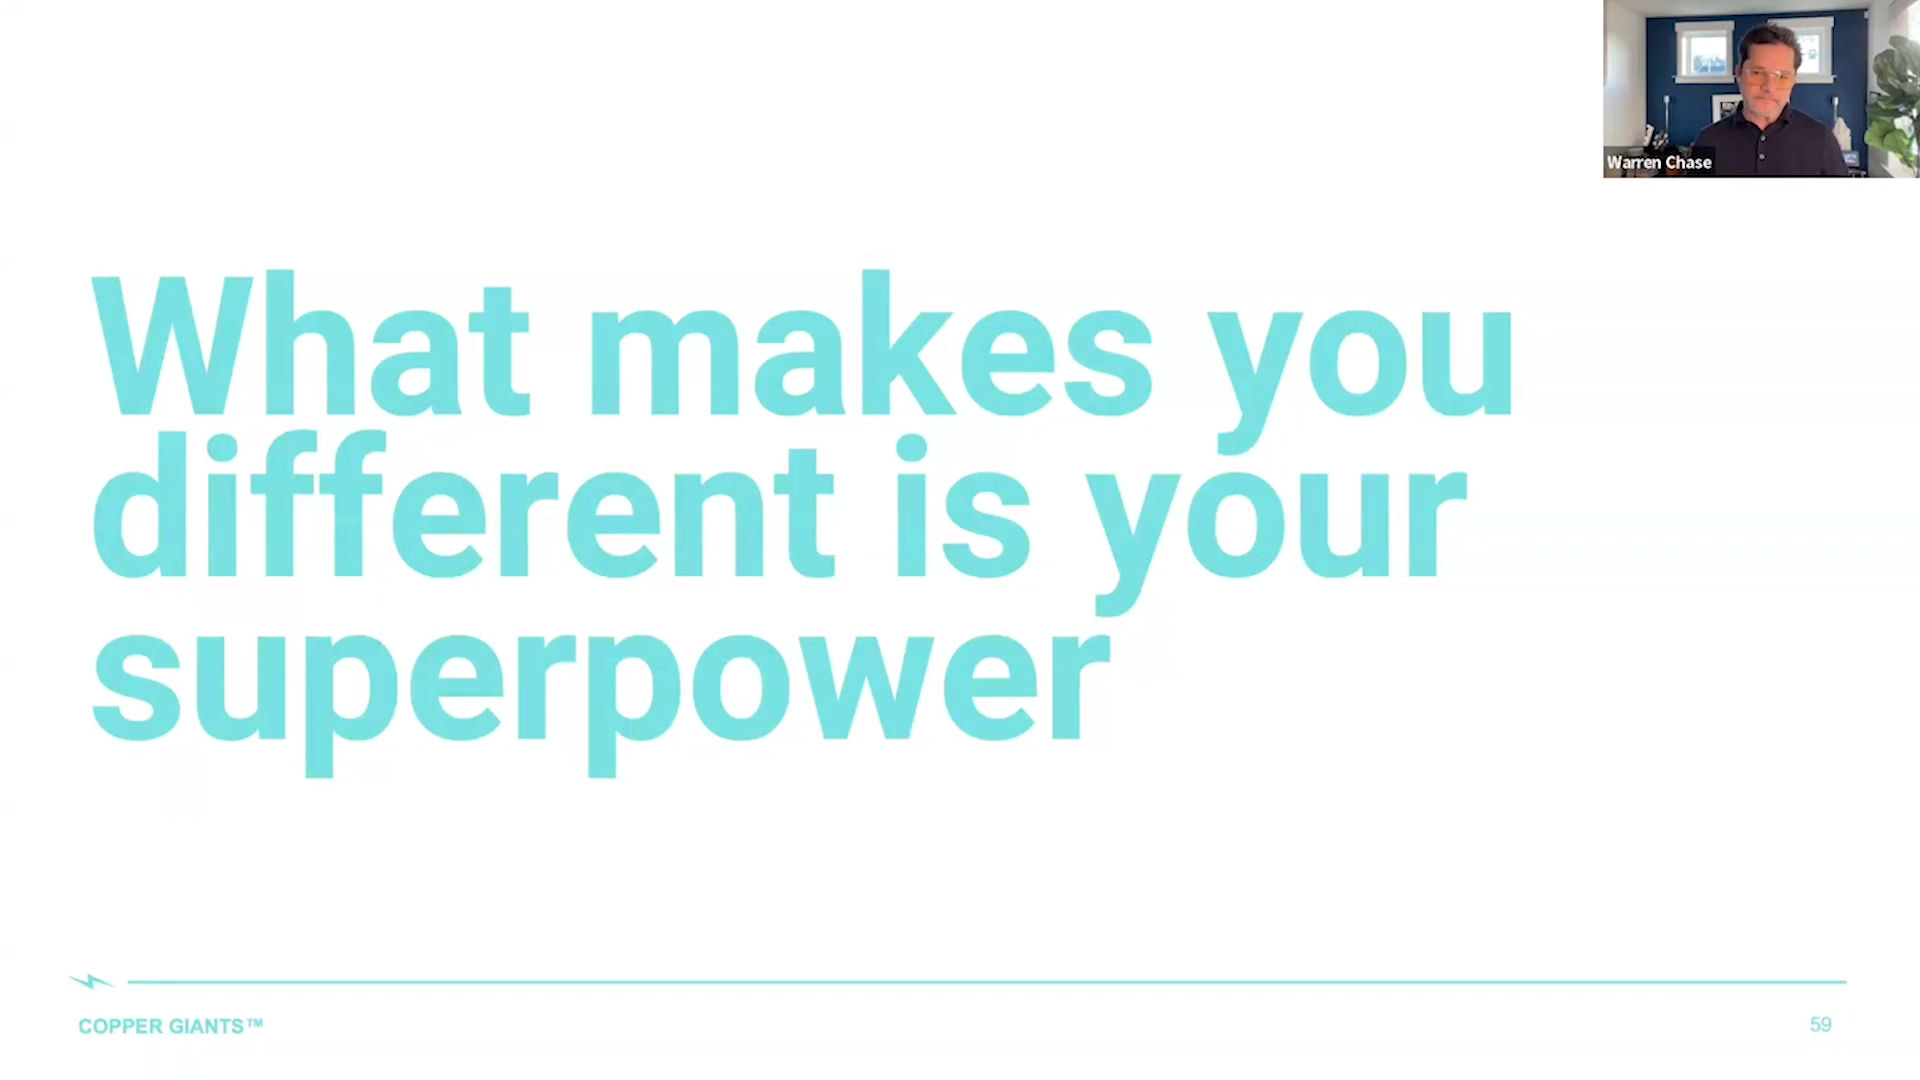 Warren Chase
What makes you
different is your
superpower
COPPER GIANTS™
59